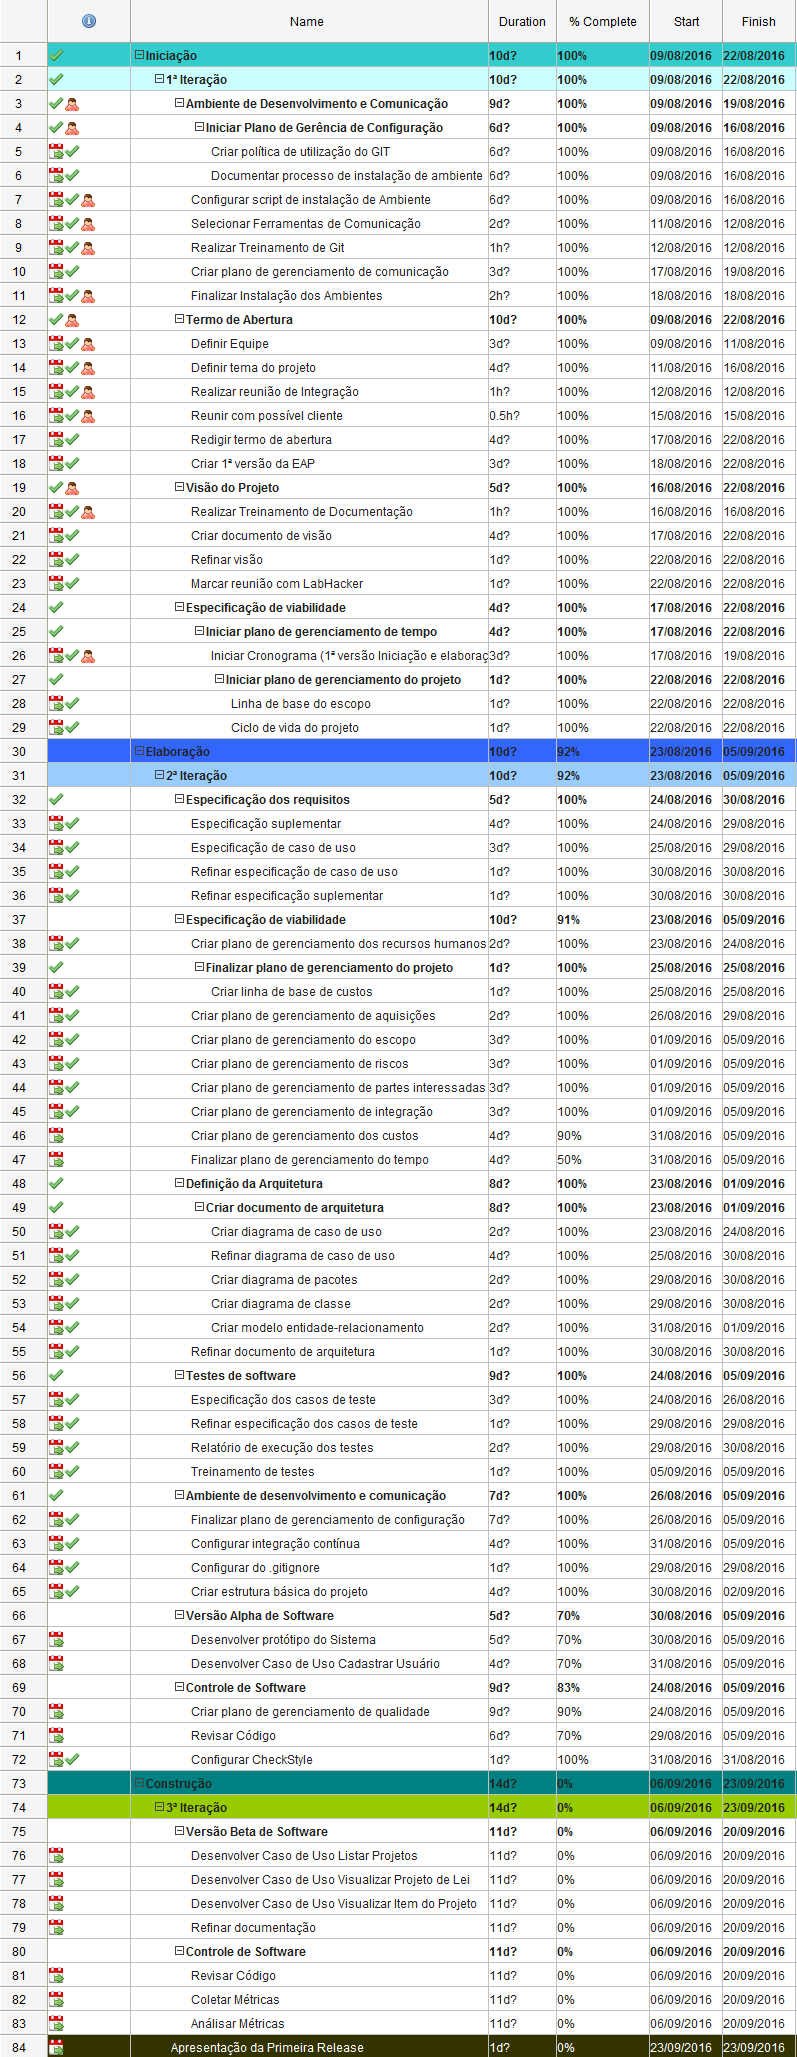 Name Duration % Complete Start Finish
1 Iniciação 10d? 100% 09/08/2016 22/08/2016
2 1ª Iteração 10d? 100% 09/08/2016 22/08/2016
3 Ambiente de Desenvolvimento e Comunicação 9d? 100% 09/08/2016 19/08/2016
4 Iniciar Plano de Gerência de Configuração 6d? 100% 09/08/2016 16/08/2016
5 Criar política de utilização do GIT 6d? 100% 09/08/2016 16/08/2016
6 Documentar processo de instalação de ambiente 6d? 100% 09/08/2016 16/08/2016
7 Configurar script de instalação de Ambiente 6d? 100% 09/08/2016 16/08/2016
8 Selecionar Ferramentas de Comunicação 2d? 100% 11/08/2016 12/08/2016
9 Realizar Treinamento de Git 1h? 100% 12/08/2016 12/08/2016
10 Criar plano de gerenciamento de comunicação 3d? 100% 17/08/2016 19/08/2016
11 Finalizar Instalação dos Ambientes 2h? 100% 18/08/2016 18/08/2016
12 Termo de Abertura 10d? 100% 09/08/2016 22/08/2016
13 Definir Equipe 3d? 100% 09/08/2016 11/08/2016
14 Definir tema do projeto 4d? 100% 11/08/2016 16/08/2016
15 Realizar reunião de Integração 1h? 100% 12/08/2016 12/08/2016
16 Reunir com possível cliente 0.5h? 100% 15/08/2016 15/08/2016
17 Redigir termo de abertura 4d? 100% 17/08/2016 22/08/2016
18 Criar 1ª versão da EAP 3d? 100% 18/08/2016 22/08/2016
19 Visão do Projeto 5d? 100% 16/08/2016 22/08/2016
20 Realizar Treinamento de Documentação 1h? 100% 16/08/2016 16/08/2016
21 Criar documento de visão 4d? 100% 17/08/2016 22/08/2016
22 Refinar visão 1d? 100% 22/08/2016 22/08/2016
23 Marcar reunião com LabHacker 1d? 100% 22/08/2016 22/08/2016
24 Especificação de viabilidade 4d? 100% 17/08/2016 22/08/2016
25 Iniciar plano de gerenciamento de tempo 4d? 100% 17/08/2016 22/08/2016
26 Iniciar Cronograma (1ª versão Iniciação e elaboraç 3d? 100% 17/08/2016 19/08/2016
27 Iniciar plano de gerenciamento do projeto 1d? 100% 22/08/2016 22/08/2016
28 Linha de base do escopo 1d? 100% 22/08/2016 22/08/2016
29 Ciclo de vida do projeto 1d? 100% 22/08/2016 22/08/2016
30 Elaboração 10d? 92% 23/08/2016 05/09/2016
31 2ª Iteração 10d? 92% 23/08/2016 05/09/2016
32 Especificação dos requisitos 5d? 100% 24/08/2016 30/08/2016
33 Especificação suplementar 4d? 100% 24/08/2016 29/08/2016
34 Especificação de caso de uso 3d? 100% 25/08/2016 29/08/2016
35 Refinar especificação de caso de uso 1d? 100% 30/08/2016 30/08/2016
36 Refinar especificação suplementar 1d? 100% 30/08/2016 30/08/2016
37 Especificação de viabilidade 10d? 91% 23/08/2016 05/09/2016
38 Criar plano de gerenciamento dos recursos humanos 2d? 100% 23/08/2016 24/08/2016
39 Finalizar plano de gerenciamento do projeto 1d? 100% 25/08/2016 25/08/2016
40 Criar linha de base de custos 1d? 100% 25/08/2016 25/08/2016
41 Criar plano de gerenciamento de aquisições 2d? 100% 26/08/2016 29/08/2016
42 Criar plano de gerenciamento do escopo 3d? 100% 01/09/2016 05/09/2016
43 Criar plano de gerenciamento de riscos 3d? 100% 01/09/2016 05/09/2016
44 Criar plano de gerenciamento de partes interessadas 3d? 100% 01/09/2016 05/09/2016
45 Criar plano de gerenciamento de integração 3d? 100% 01/09/2016 05/09/2016
46 Criar plano de gerenciamento dos custos 4d? 90% 31/08/2016 05/09/2016
47 Finalizar plano de gerenciamento do tempo 4d? 50% 31/08/2016 05/09/2016
48 Definição da Arquitetura 8d? 100% 23/08/2016 01/09/2016
49 Criar documento de arquitetura 8d? 100% 23/08/2016 01/09/2016
50 Criar diagrama de caso de uso 2d? 100% 23/08/2016 24/08/2016
51 Refinar diagrama de caso de uso 4d? 100% 25/08/2016 30/08/2016
52 Criar diagrama de pacotes 2d? 100% 29/08/2016 30/08/2016
53 Criar diagrama de classe 2d? 100% 29/08/2016 30/08/2016
54 Criar modelo entidade-relacionamento 2d? 100% 31/08/2016 01/09/2016
55 Refinar documento de arquitetura 1d? 100% 30/08/2016 30/08/2016
56 Testes de software 9d? 100% 24/08/2016 05/09/2016
57 Especificação dos casos de teste 3d? 100% 24/08/2016 26/08/2016
58 Refinar especificação dos casos de teste 1d? 100% 29/08/2016 29/08/2016
59 Relatório de execução dos testes 2d? 100% 29/08/2016 30/08/2016
60 Treinamento de testes 1d? 100% 05/09/2016 05/09/2016
61 Ambiente de desenvolvimento e comunicação 7d? 100% 26/08/2016 05/09/2016
62 Finalizar plano de gerenciamento de configuração 7d? 100% 26/08/2016 05/09/2016
63 Configurar integração contínua 4d? 100% 31/08/2016 05/09/2016
64 Configurar do .gitignore 1d? 100% 29/08/2016 29/08/2016
65 Criar estrutura básica do projeto 4d? 100% 30/08/2016 02/09/2016
66 Versão Alpha de Software 5d? 70% 30/08/2016 05/09/2016
67 Desenvolver protótipo do Sistema 5d? 70% 30/08/2016 05/09/2016
68 Desenvolver Caso de Uso Cadastrar Usuário 4d? 70% 31/08/2016 05/09/2016
69 Controle de Software 9d? 83% 24/08/2016 05/09/2016
70 Criar plano de gerenciamento de qualidade 9d? 90% 24/08/2016 05/09/2016
71 Revisar Código 6d? 70% 29/08/2016 05/09/2016
72 Configurar CheckStyle 1d? 100% 31/08/2016 31/08/2016
73 Construção 14d? 0% 06/09/2016 23/09/2016
74 3ª Iteração 14d? 0% 06/09/2016 23/09/2016
75 Versão Beta de Software 11d? 0% 06/09/2016 20/09/2016
76 Desenvolver Caso de Uso Listar Projetos 11d? 0% 06/09/2016 20/09/2016
77 Desenvolver Caso de Uso Visualizar Projeto de Lei 11d? 0% 06/09/2016 20/09/2016
78 Desenvolver Caso de Uso Visualizar Item do Projeto 11d? 0% 06/09/2016 20/09/2016
79 Refinar documentação 11d? 0% 06/09/2016 20/09/2016
80 Controle de Software 11d? 0% 06/09/2016 20/09/2016
81 Revisar Código 11d? 0% 06/09/2016 20/09/2016
82 Coletar Métricas 11d? 0% 06/09/2016 20/09/2016
83 Análisar Métricas 11d? 0% 06/09/2016 20/09/2016
84 Apresentação da Primeira Release 1d? 0% 23/09/2016 23/09/2016